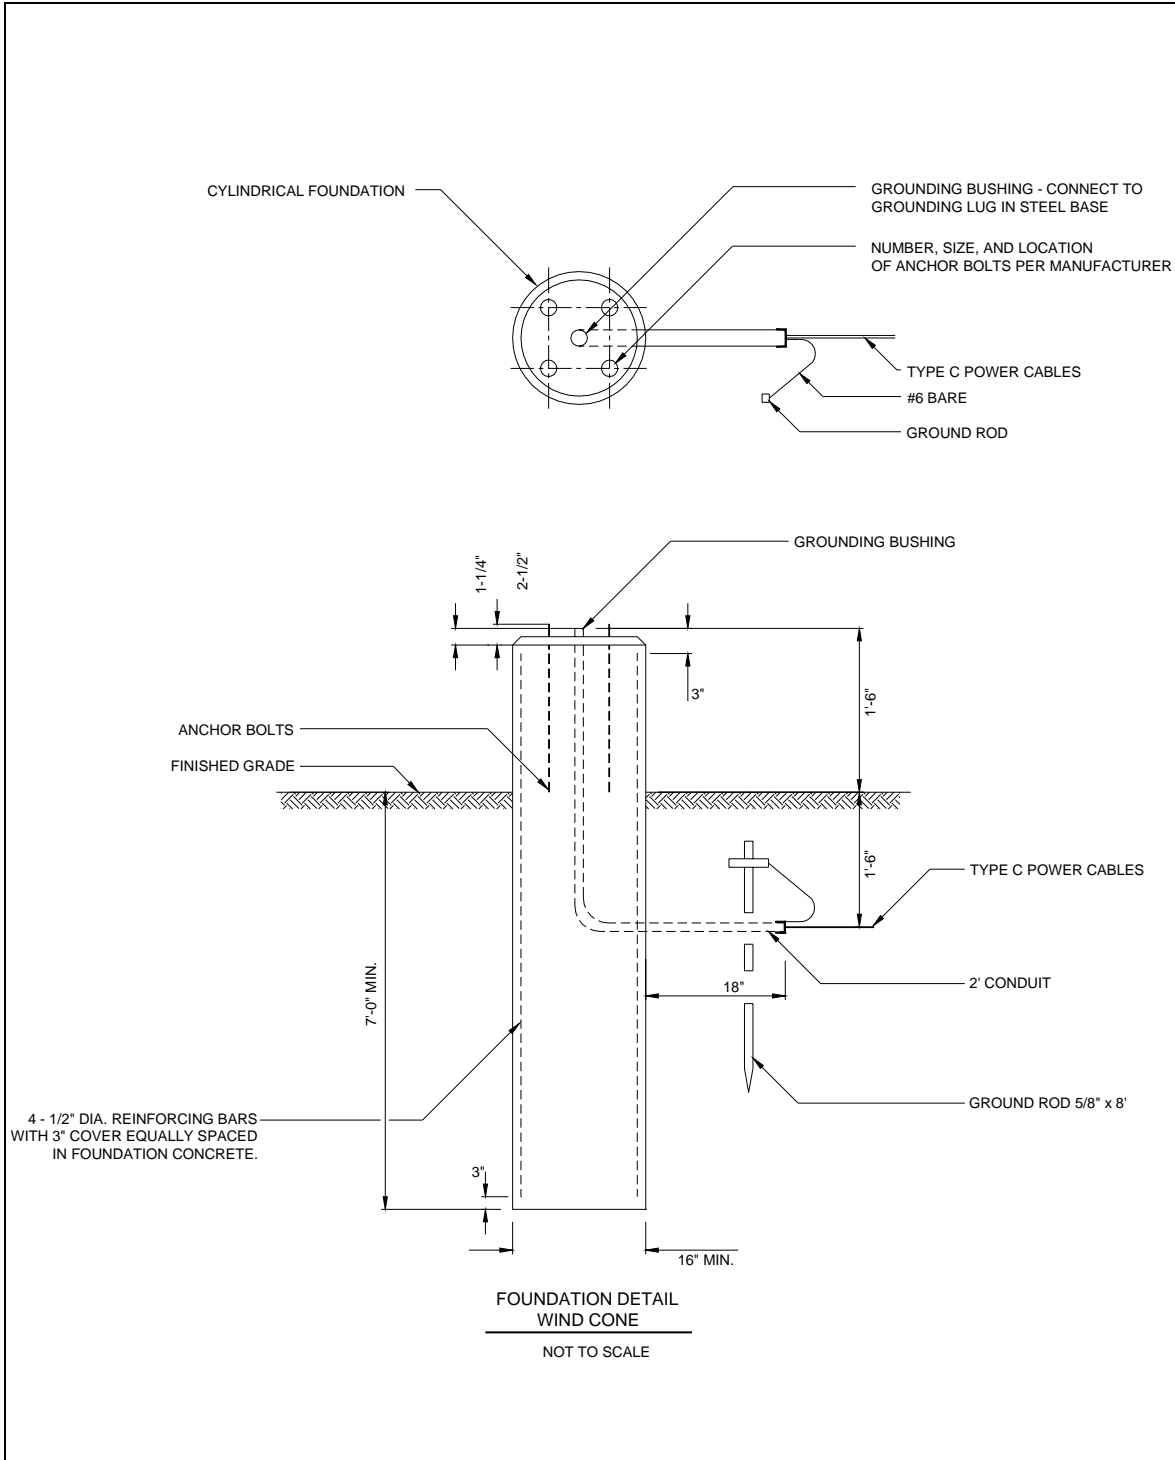 CYLINDRICAL FOUNDATION
GROUNDING BUSHING - CONNECT TO
GROUNDING LUG IN STEEL BASE
NUMBER, SIZE, AND LOCATION
OF ANCHOR BOLTS PER MANUFACTURER
TYPE C POWER CABLES
#6 BARE
GROUND ROD
GROUNDING BUSHING
1-1/4"
2-1/2"
3"
1'-6"
ANCHOR BOLTS
FINISHED GRADE
1'-6"
TYPE C POWER CABLES
2' CONDUIT
18"
7'-0" MIN.
GROUND ROD 5/8" x 8'
4 - 1/2" DIA. REINFORCING BARS
WITH 3" COVER EQUALLY SPACED
IN FOUNDATION CONCRETE.
3"
16" MIN.
FOUNDATION DETAIL
WIND CONE
NOT TO SCALE